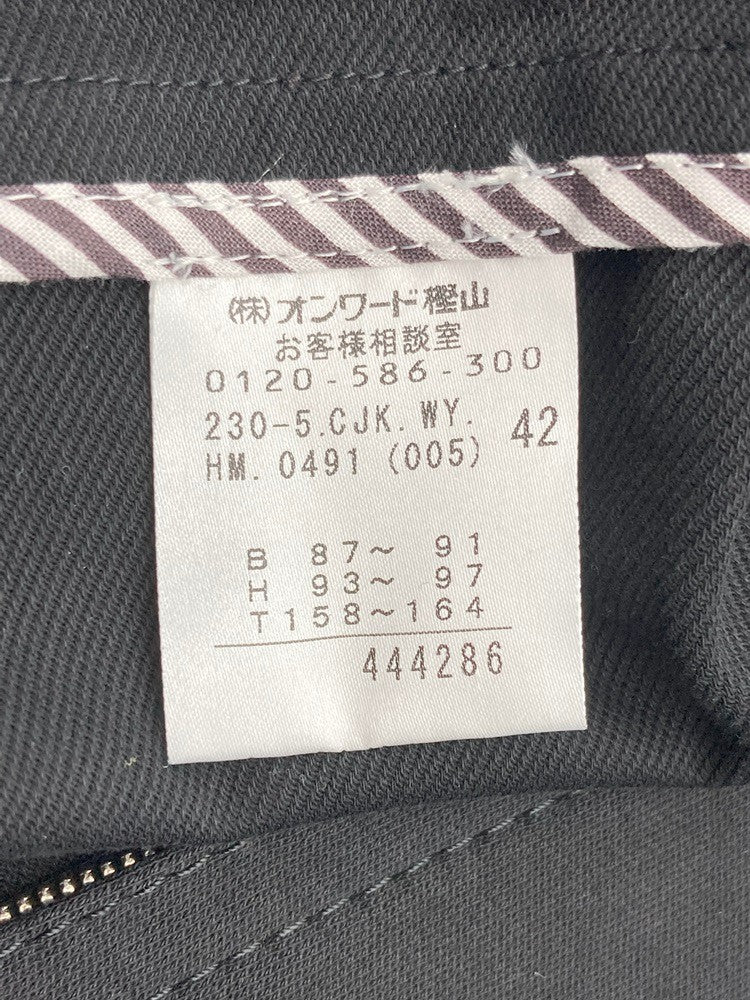 (株)オンワード樫山
お客様相談室
0120-586-300
230-5.CJK.WY. 42
HM. 0491 (005)
B 87〜 91
H 93〜 97
T158〜164
444286